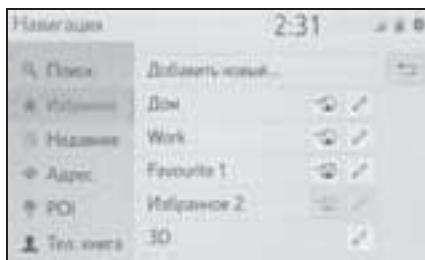 Навигация 2:31
Поиск
Добавить новый...
Избранное
Дом
Недавние
Work
Адрес
Favourite 1
POI
Избранное 2
Тел. книга
3D